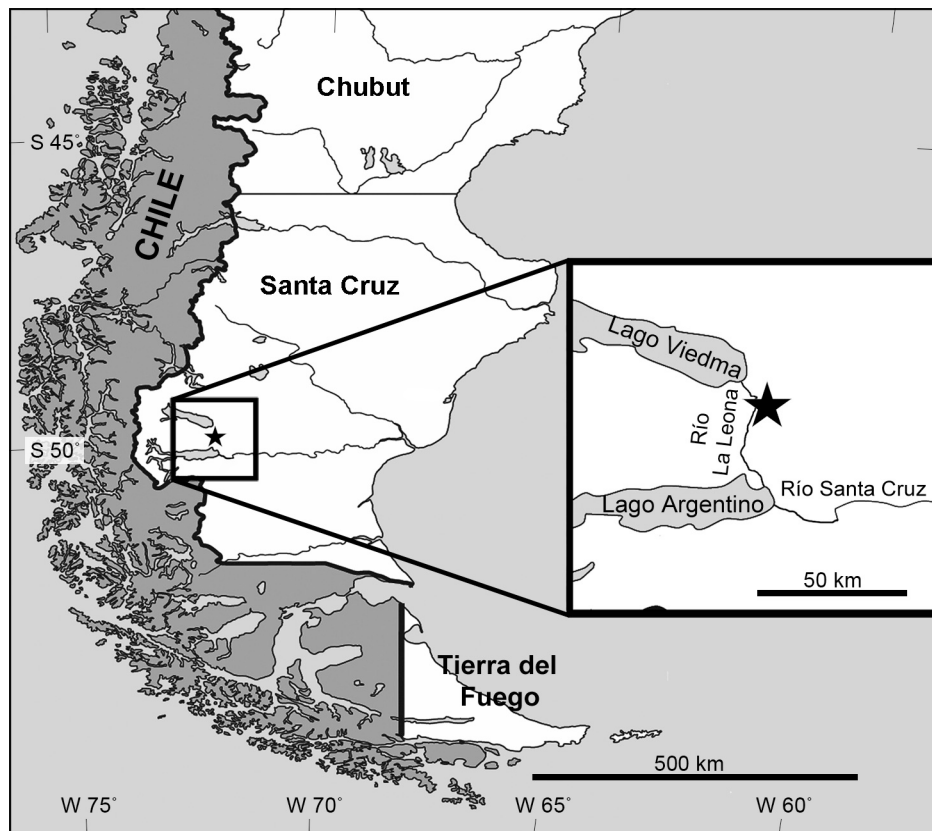 Chubut
S 45°
CHILE
Santa Cruz
Lago Viedma
Río
La Leona
S 50°
Río Santa Cruz
Lago Argentino
50 km
Tierra del
Fuego
500 km
W 75°
W 70°
W 65°
W 60°